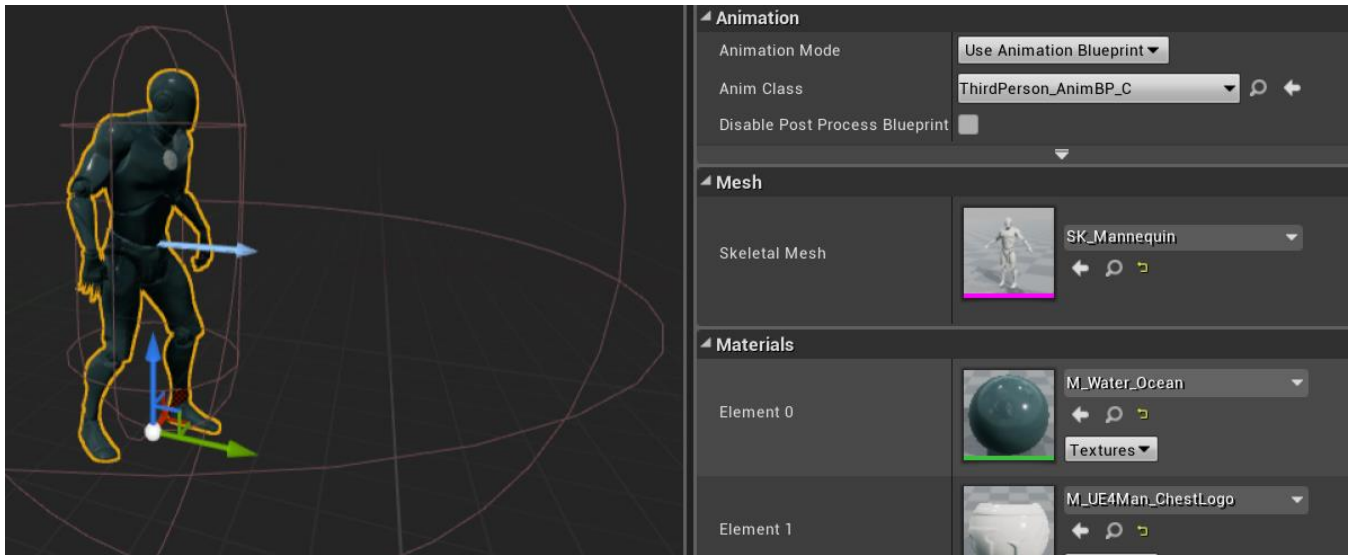 Animation
Animation Mode
Use Animation Blueprint
Anim Class
ThirdPerson_AnimBP_C
Disable Post Process Blueprint
Mesh
Skeletal Mesh
SK_Mannequin
Materials
Element 0
M_Water_Ocean
Textures
Element 1
M_UE4Man_ChestLogo